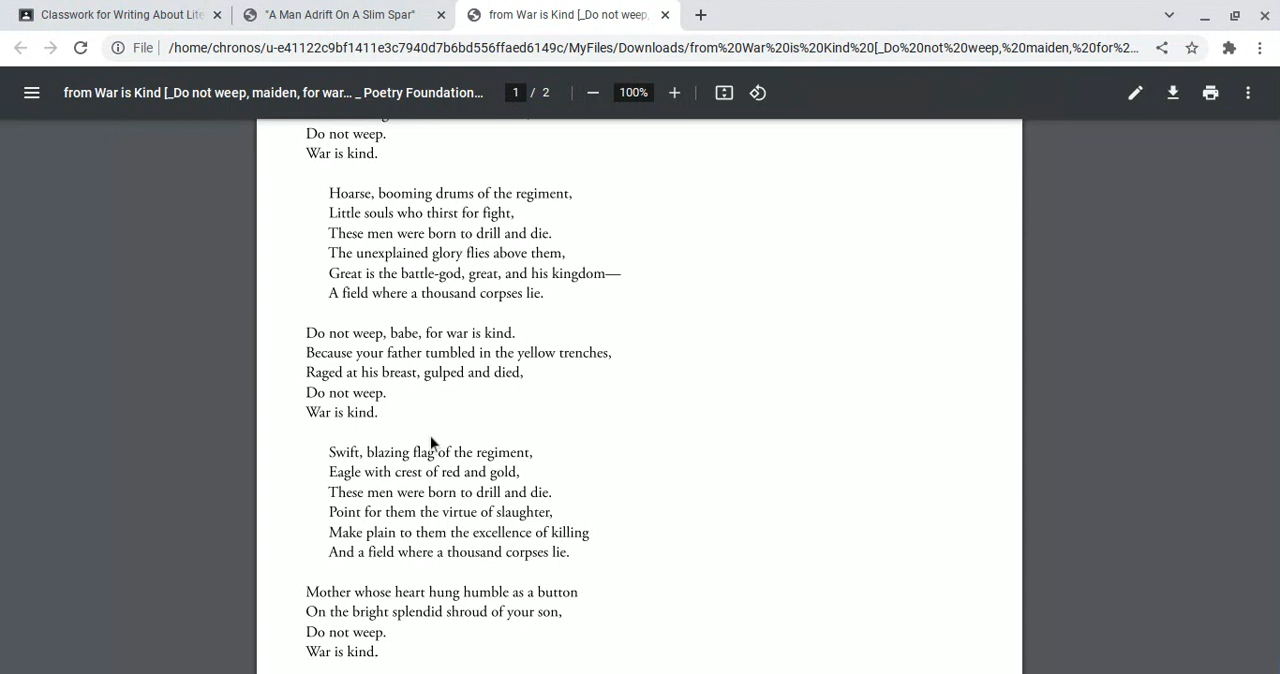 Classwork for Writing About Lite
"A Man Adrift On A Slim Spar"
from War is Kind [_Do not weep,
File
/home/chronos/u-e41122c9bf1411e3c7940d7b6bd556ffaed6149c/MyFiles/Downloads/from%20War%20is%20Kind%20[_Do%20not%20weep,%20maiden,%20for%2...
from War is Kind [_Do not weep, maiden, for war... _ Poetry Foundation...
1 / 2
100%
Do not weep.
War is kind.
Hoarse, booming drums of the regiment,
Little souls who thirst for fight,
These men were born to drill and die.
The unexplained glory flies above them,
Great is the battle-god, great, and his kingdom—
A field where a thousand corpses lie.
Do not weep, babe, for war is kind.
Because your father tumbled in the yellow trenches,
Raged at his breast, gulped and died,
Do not weep.
War is kind.
Swift, blazing flag of the regiment,
Eagle with crest of red and gold,
These men were born to drill and die.
Point for them the virtue of slaughter,
Make plain to them the excellence of killing
And a field where a thousand corpses lie.
Mother whose heart hung humble as a button
On the bright splendid shroud of your son,
Do not weep.
War is kind.